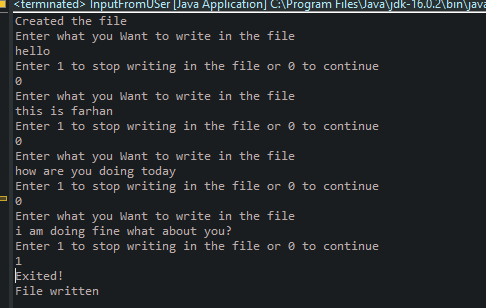 <terminated> InputFromUSer [Java Application] C:\Program Files\Java\jdk-16.0.2\bin\java
Created the file
Enter what you Want to write in the file
hello
Enter 1 to stop writing in the file or 0 to continue
0
Enter what you Want to write in the file
this is farhan
Enter 1 to stop writing in the file or 0 to continue
0
Enter what you Want to write in the file
how are you doing today
Enter 1 to stop writing in the file or 0 to continue
0
Enter what you Want to write in the file
i am doing fine what about you?
Enter 1 to stop writing in the file or 0 to continue
1
Exited!
File written